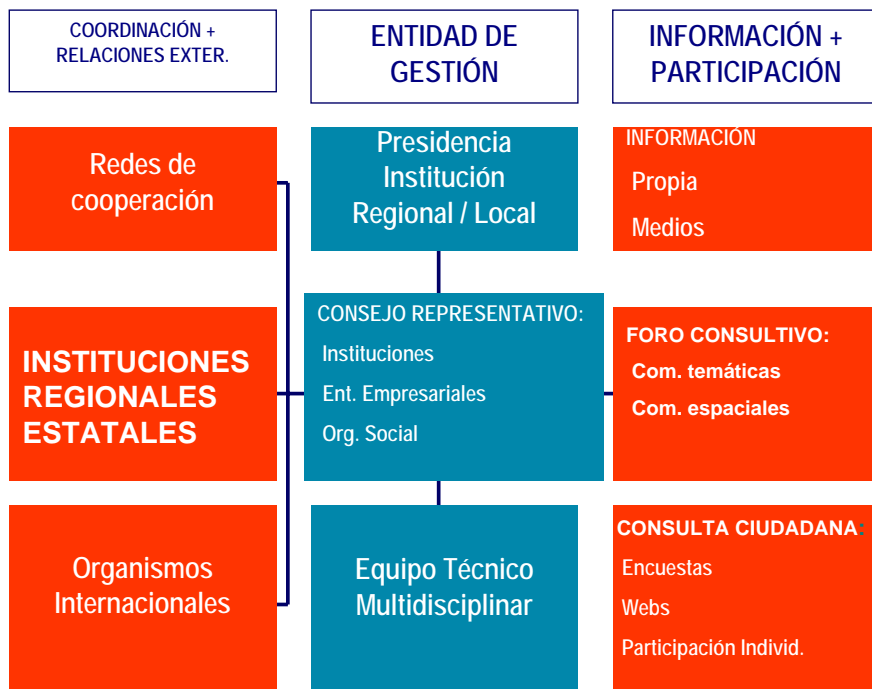 COORDINACIÓN +
RELACIONES EXTER.
ENTIDAD DE
GESTIÓN
INFORMACIÓN +
PARTICIPACIÓN
Redes de
cooperación
Presidencia
Institución
Regional / Local
INFORMACIÓN
Propia
Medios
INSTITUCIONES
REGIONALES
ESTATALES
CONSEJO REPRESENTATIVO:
Instituciones
Ent. Empresariales
Org. Social
FORO CONSULTIVO:
Com. temáticas
Com. espaciales
Organismos
Internacionales
Equipo Técnico
Multidisciplinar
CONSULTA CIUDADANA:
Encuestas
Webs
Participación Individ.